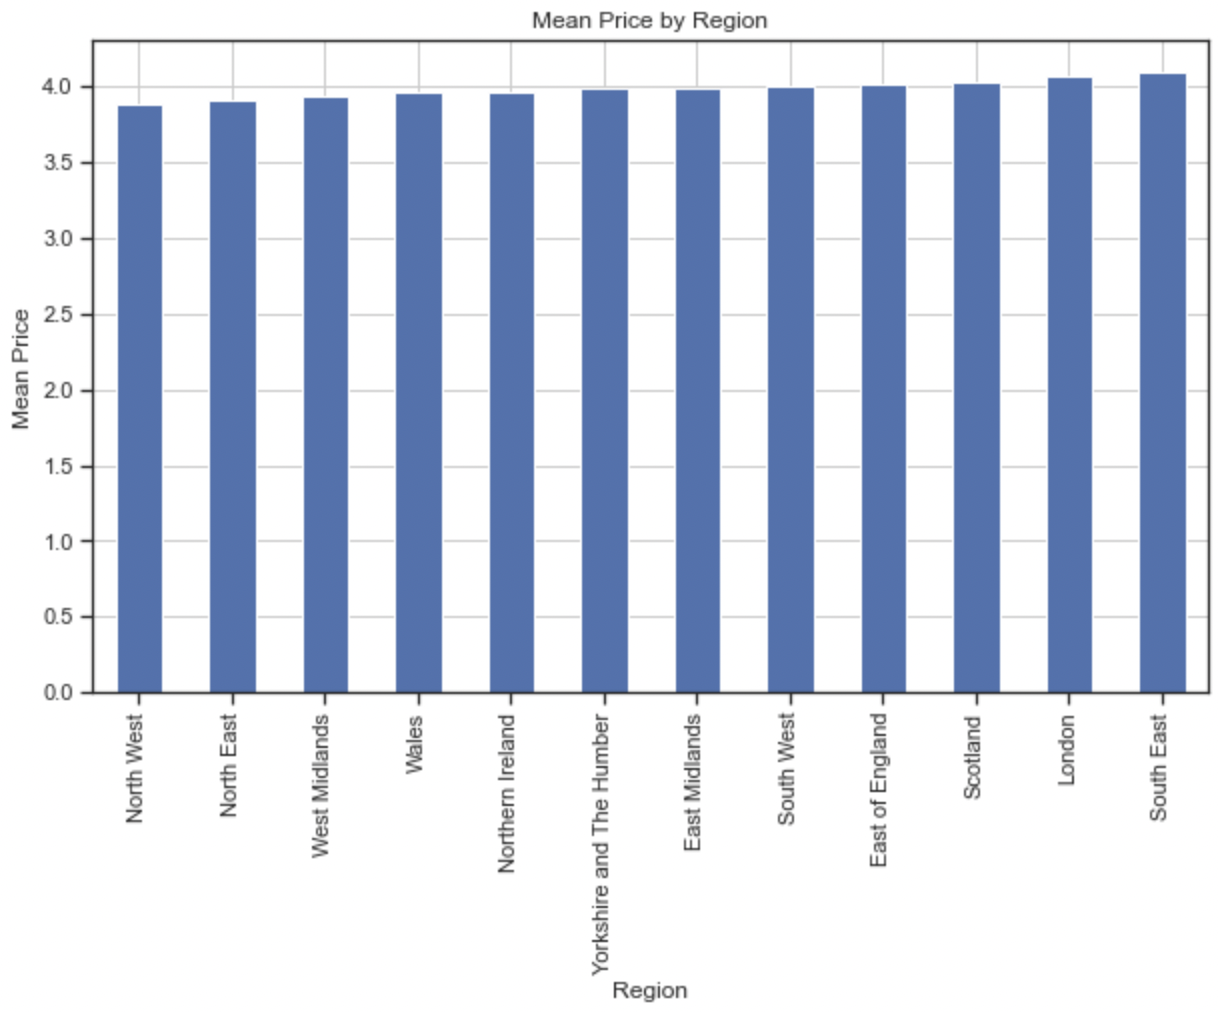 Mean Price by Region
Mean Price
4.0
3.5
3.0
2.5
2.0
1.5
1.0
0.5
0.0
North West
North East
West Midlands
Wales
Northern Ireland
Yorkshire and The Humber
East Midlands
South West
East of England
Scotland
London
South East
Region